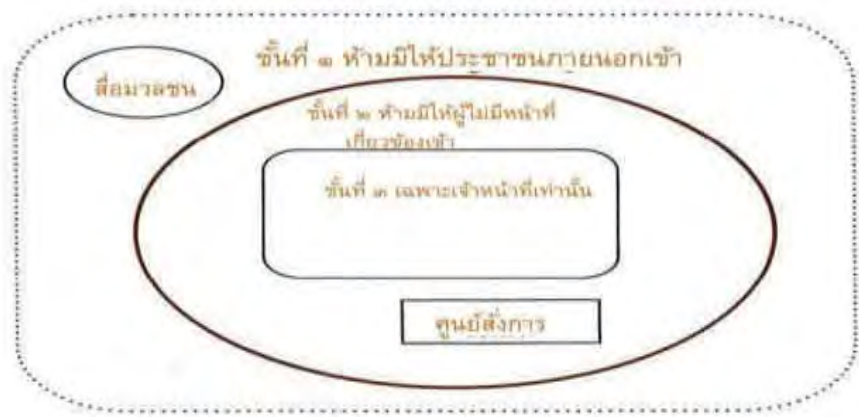 ชั้นที่ ๑ ห้ามมิให้ประชาชนภายนอกเข้า
สื่อมวลชน
ชั้นที่ ๒ ห้ามมิให้ผู้ไม่มีหน้าที่
เกี่ยวข้องเข้า
ชั้นที่ ๓ เฉพาะเจ้าหน้าที่เท่านั้น
ศูนย์สั่งการ